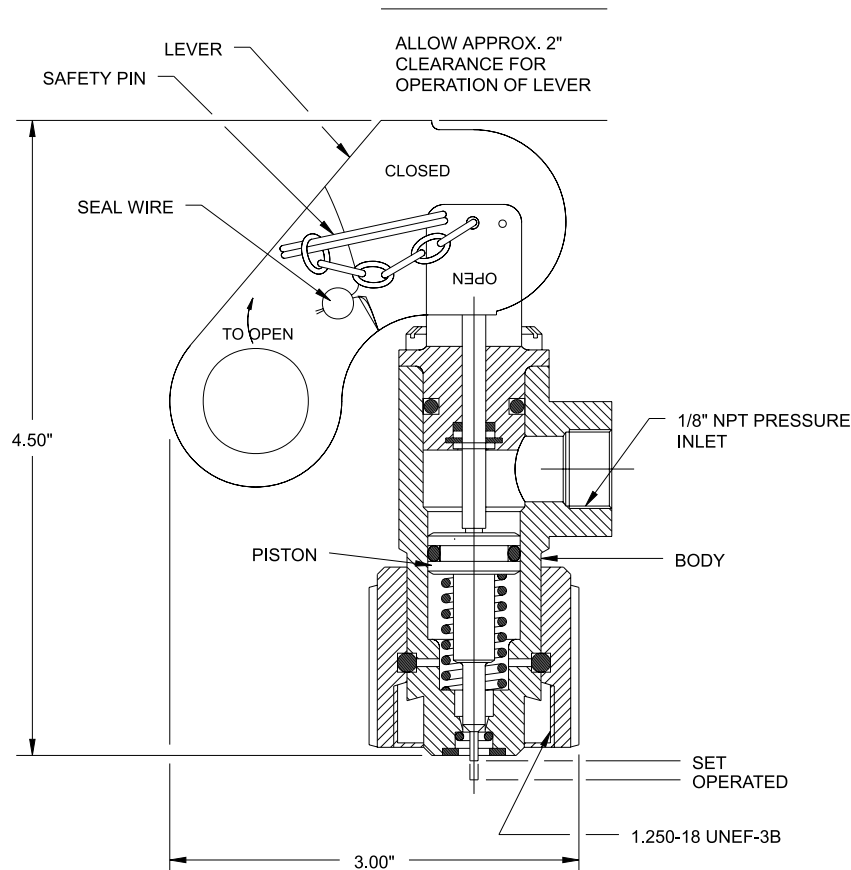 ALLOW APPROX. 2"
CLEARANCE FOR
OPERATION OF LEVER
LEVER
SAFETY PIN
CLOSED
SEAL WIRE
OPEN
TO OPEN
4.50"
1/8" NPT PRESSURE
INLET
PISTON
BODY
SET
OPERATED
1.250-18 UNEF-3B
3.00"